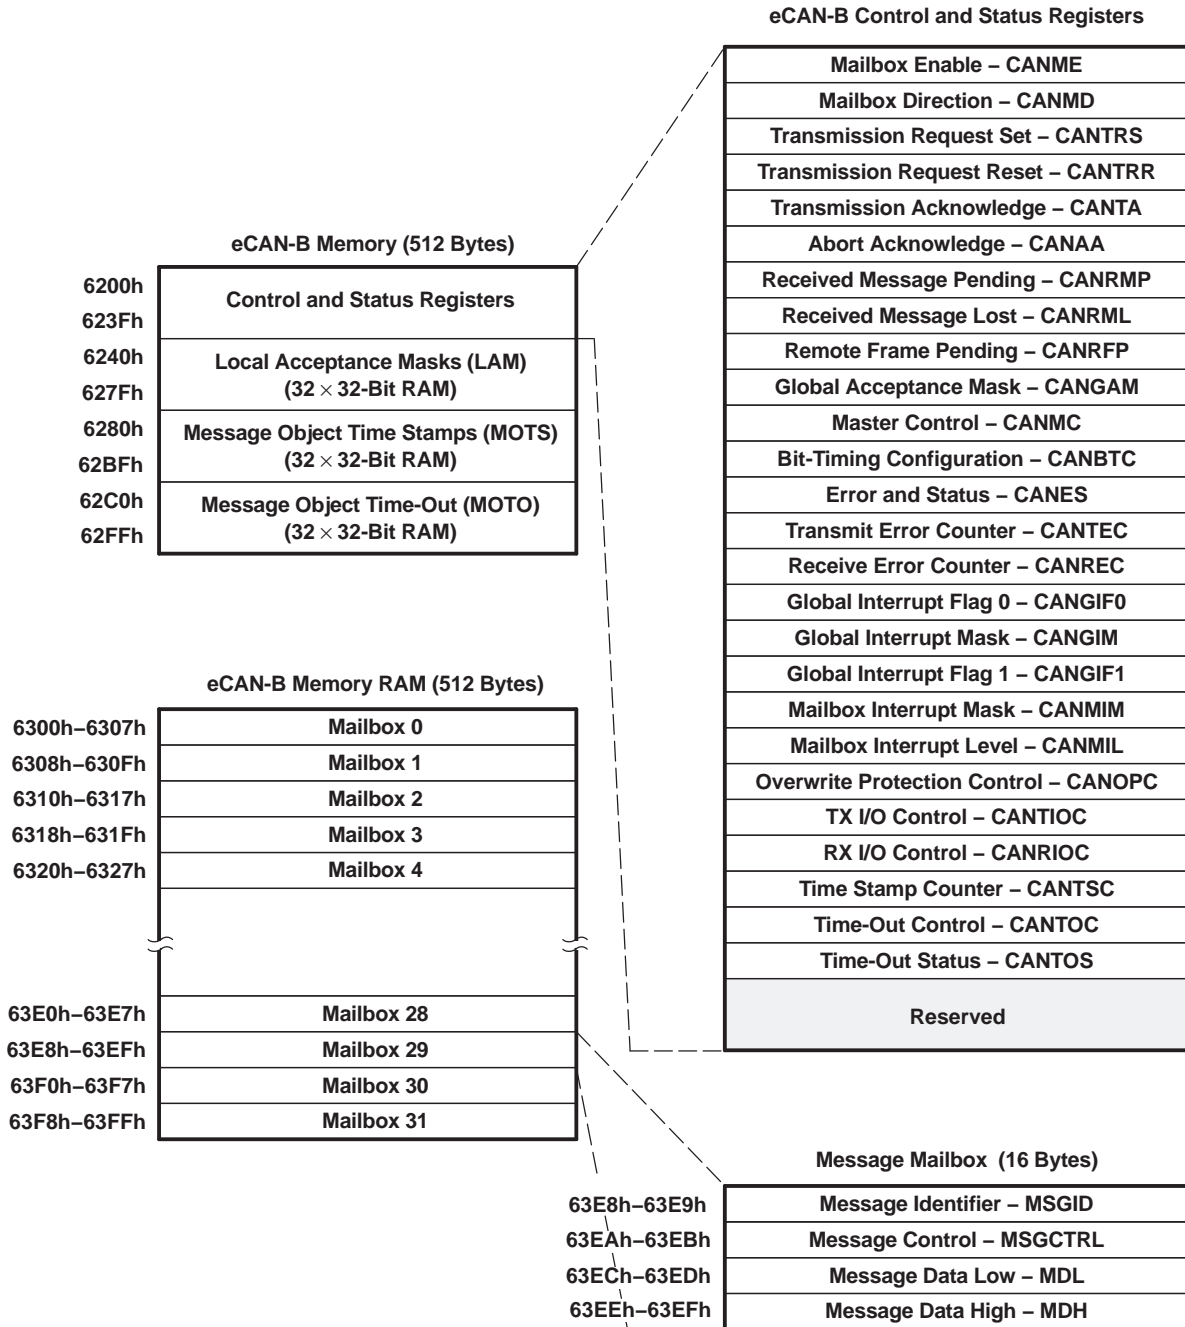 eCAN-B Control and Status Registers
Mailbox Enable – CANME
Mailbox Direction – CANMD
Transmission Request Set – CANTRS
Transmission Request Reset – CANTRR
Transmission Acknowledge – CANTA
Abort Acknowledge – CANAA
Received Message Pending – CANRMP
Received Message Lost – CANRML
Remote Frame Pending – CANRFP
Global Acceptance Mask – CANGAM
Master Control – CANMC
Bit-Timing Configuration – CANBTC
Error and Status – CANES
Transmit Error Counter – CANTEC
Receive Error Counter – CANREC
Global Interrupt Flag 0 – CANGIF0
Global Interrupt Mask – CANGIM
Global Interrupt Flag 1 – CANGIF1
Mailbox Interrupt Mask – CANMIM
Mailbox Interrupt Level – CANMIL
Overwrite Protection Control – CANOPC
TX I/O Control – CANTIOC
RX I/O Control – CANRIOC
Time Stamp Counter – CANTSC
Time-Out Control – CANTOC
Time-Out Status – CANTOS
Reserved
eCAN-B Memory (512 Bytes)
6200h
Control and Status Registers
623Fh
6240h
Local Acceptance Masks (LAM)
(32 × 32-Bit RAM)
627Fh
6280h
Message Object Time Stamps (MOTS)
(32 × 32-Bit RAM)
62BFh
62C0h
Message Object Time-Out (MOTO)
(32 × 32-Bit RAM)
62FFh
eCAN-B Memory RAM (512 Bytes)
6300h–6307h Mailbox 0
6308h–630Fh Mailbox 1
6310h–6317h Mailbox 2
6318h–631Fh Mailbox 3
6320h–6327h Mailbox 4
63E0h–63E7h Mailbox 28
63E8h–63EFh Mailbox 29
63F0h–63F7h Mailbox 30
63F8h–63FFh Mailbox 31
Message Mailbox (16 Bytes)
63E8h–63E9h Message Identifier – MSGID
63EAh–63EBh Message Control – MSGCTRL
63ECh–63EDh Message Data Low – MDL
63EEh–63EFh Message Data High – MDH